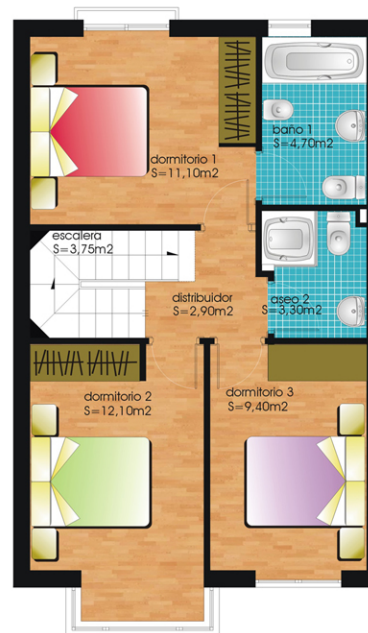 baño 1
S=4,70m2
dormitorio 1
S=11,10m2
escalera
S=3,75m2
distribuidor
S=2,90m2
aseo 2
S=3,30m2
dormitorio 2
S=12,10m2
dormitorio 3
S=9,40m2